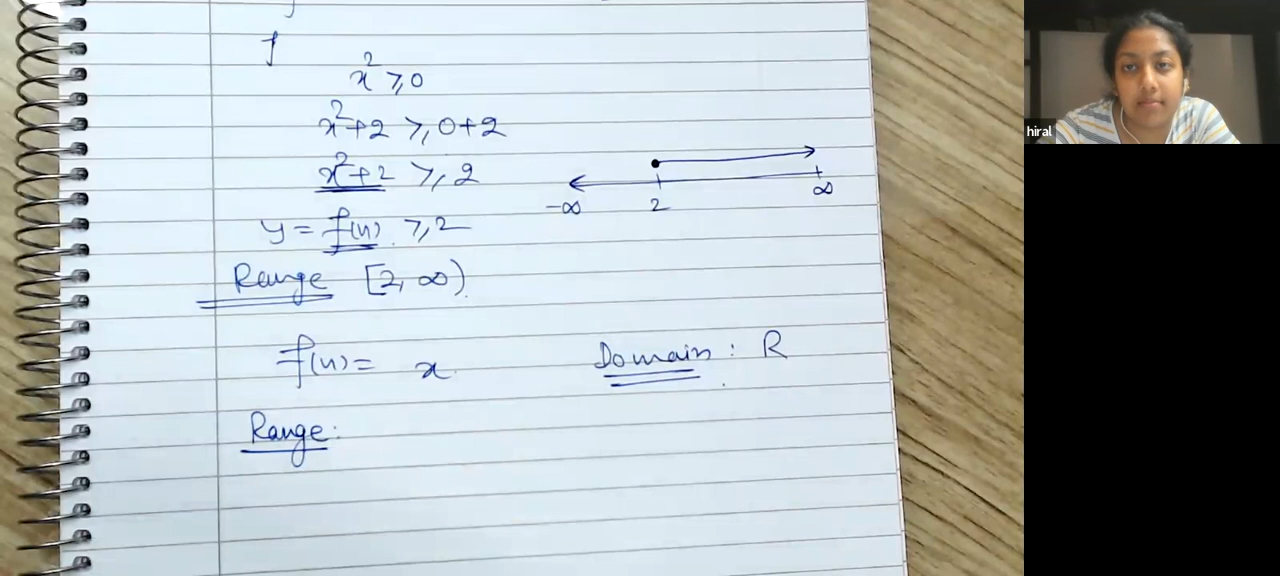 x² ≥ 0
x²+2 ≥ 0+2
x²+2 ≥ 2
-∞ 2 ∞
y = f(x) ≥ 2
Range [2, ∞)
f(x) = x Domain : R
Range:
hiral